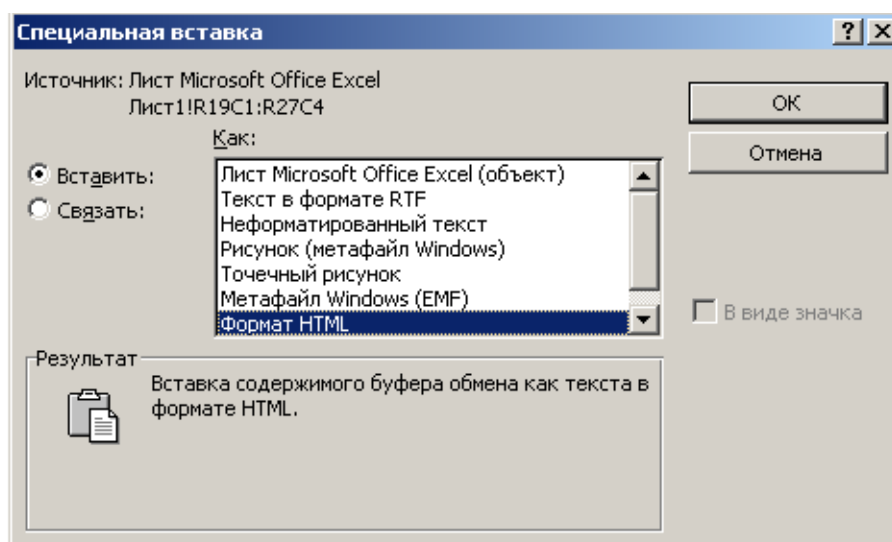 Специальная вставка
Источник: Лист Microsoft Office Excel
Лист1!R19C1:R27C4
ОК
Отмена
Как:
Вставить:
Связать:
Лист Microsoft Office Excel (объект)
Текст в формате RTF
Неформатированный текст
Рисунок (метафайл Windows)
Точечный рисунок
Метафайл Windows (EMF)
Формат HTML
В виде значка
Результат
Вставка содержимого буфера обмена как текста в
формате HTML.